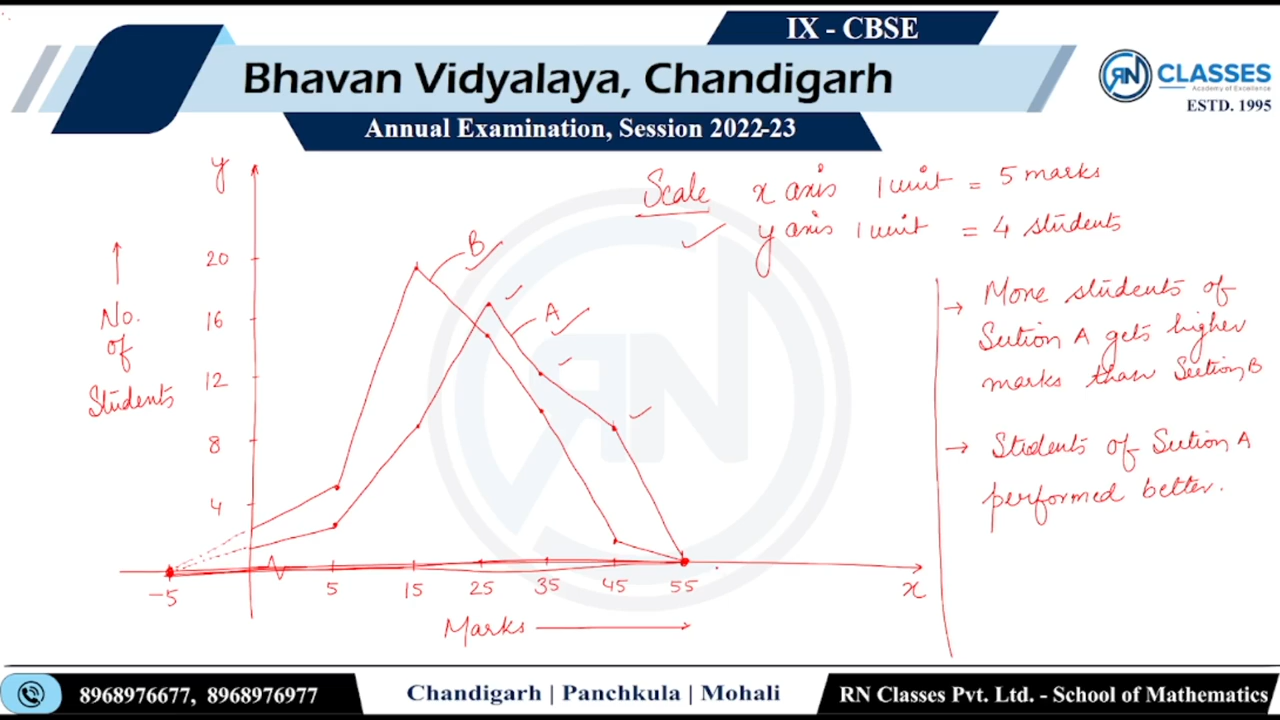 IX - CBSE
Bhavan Vidyalaya, Chandigarh
Annual Examination, Session 2022-23
RN CLASSES
Academy of Excellence
ESTD. 1995
Scale x axis 1 unit = 5 marks
y axis 1 unit = 4 students
y
No.
of
Students
20
16
12
8
4
B
A
-5 5 15 25 35 45 55 x
Marks
→ More students of
Section A gets higher
marks than Section B
→ Students of Section A
performed better.
RN
8968976677, 8968976977
Chandigarh | Panchkula | Mohali
RN Classes Pvt. Ltd. - School of Mathematics